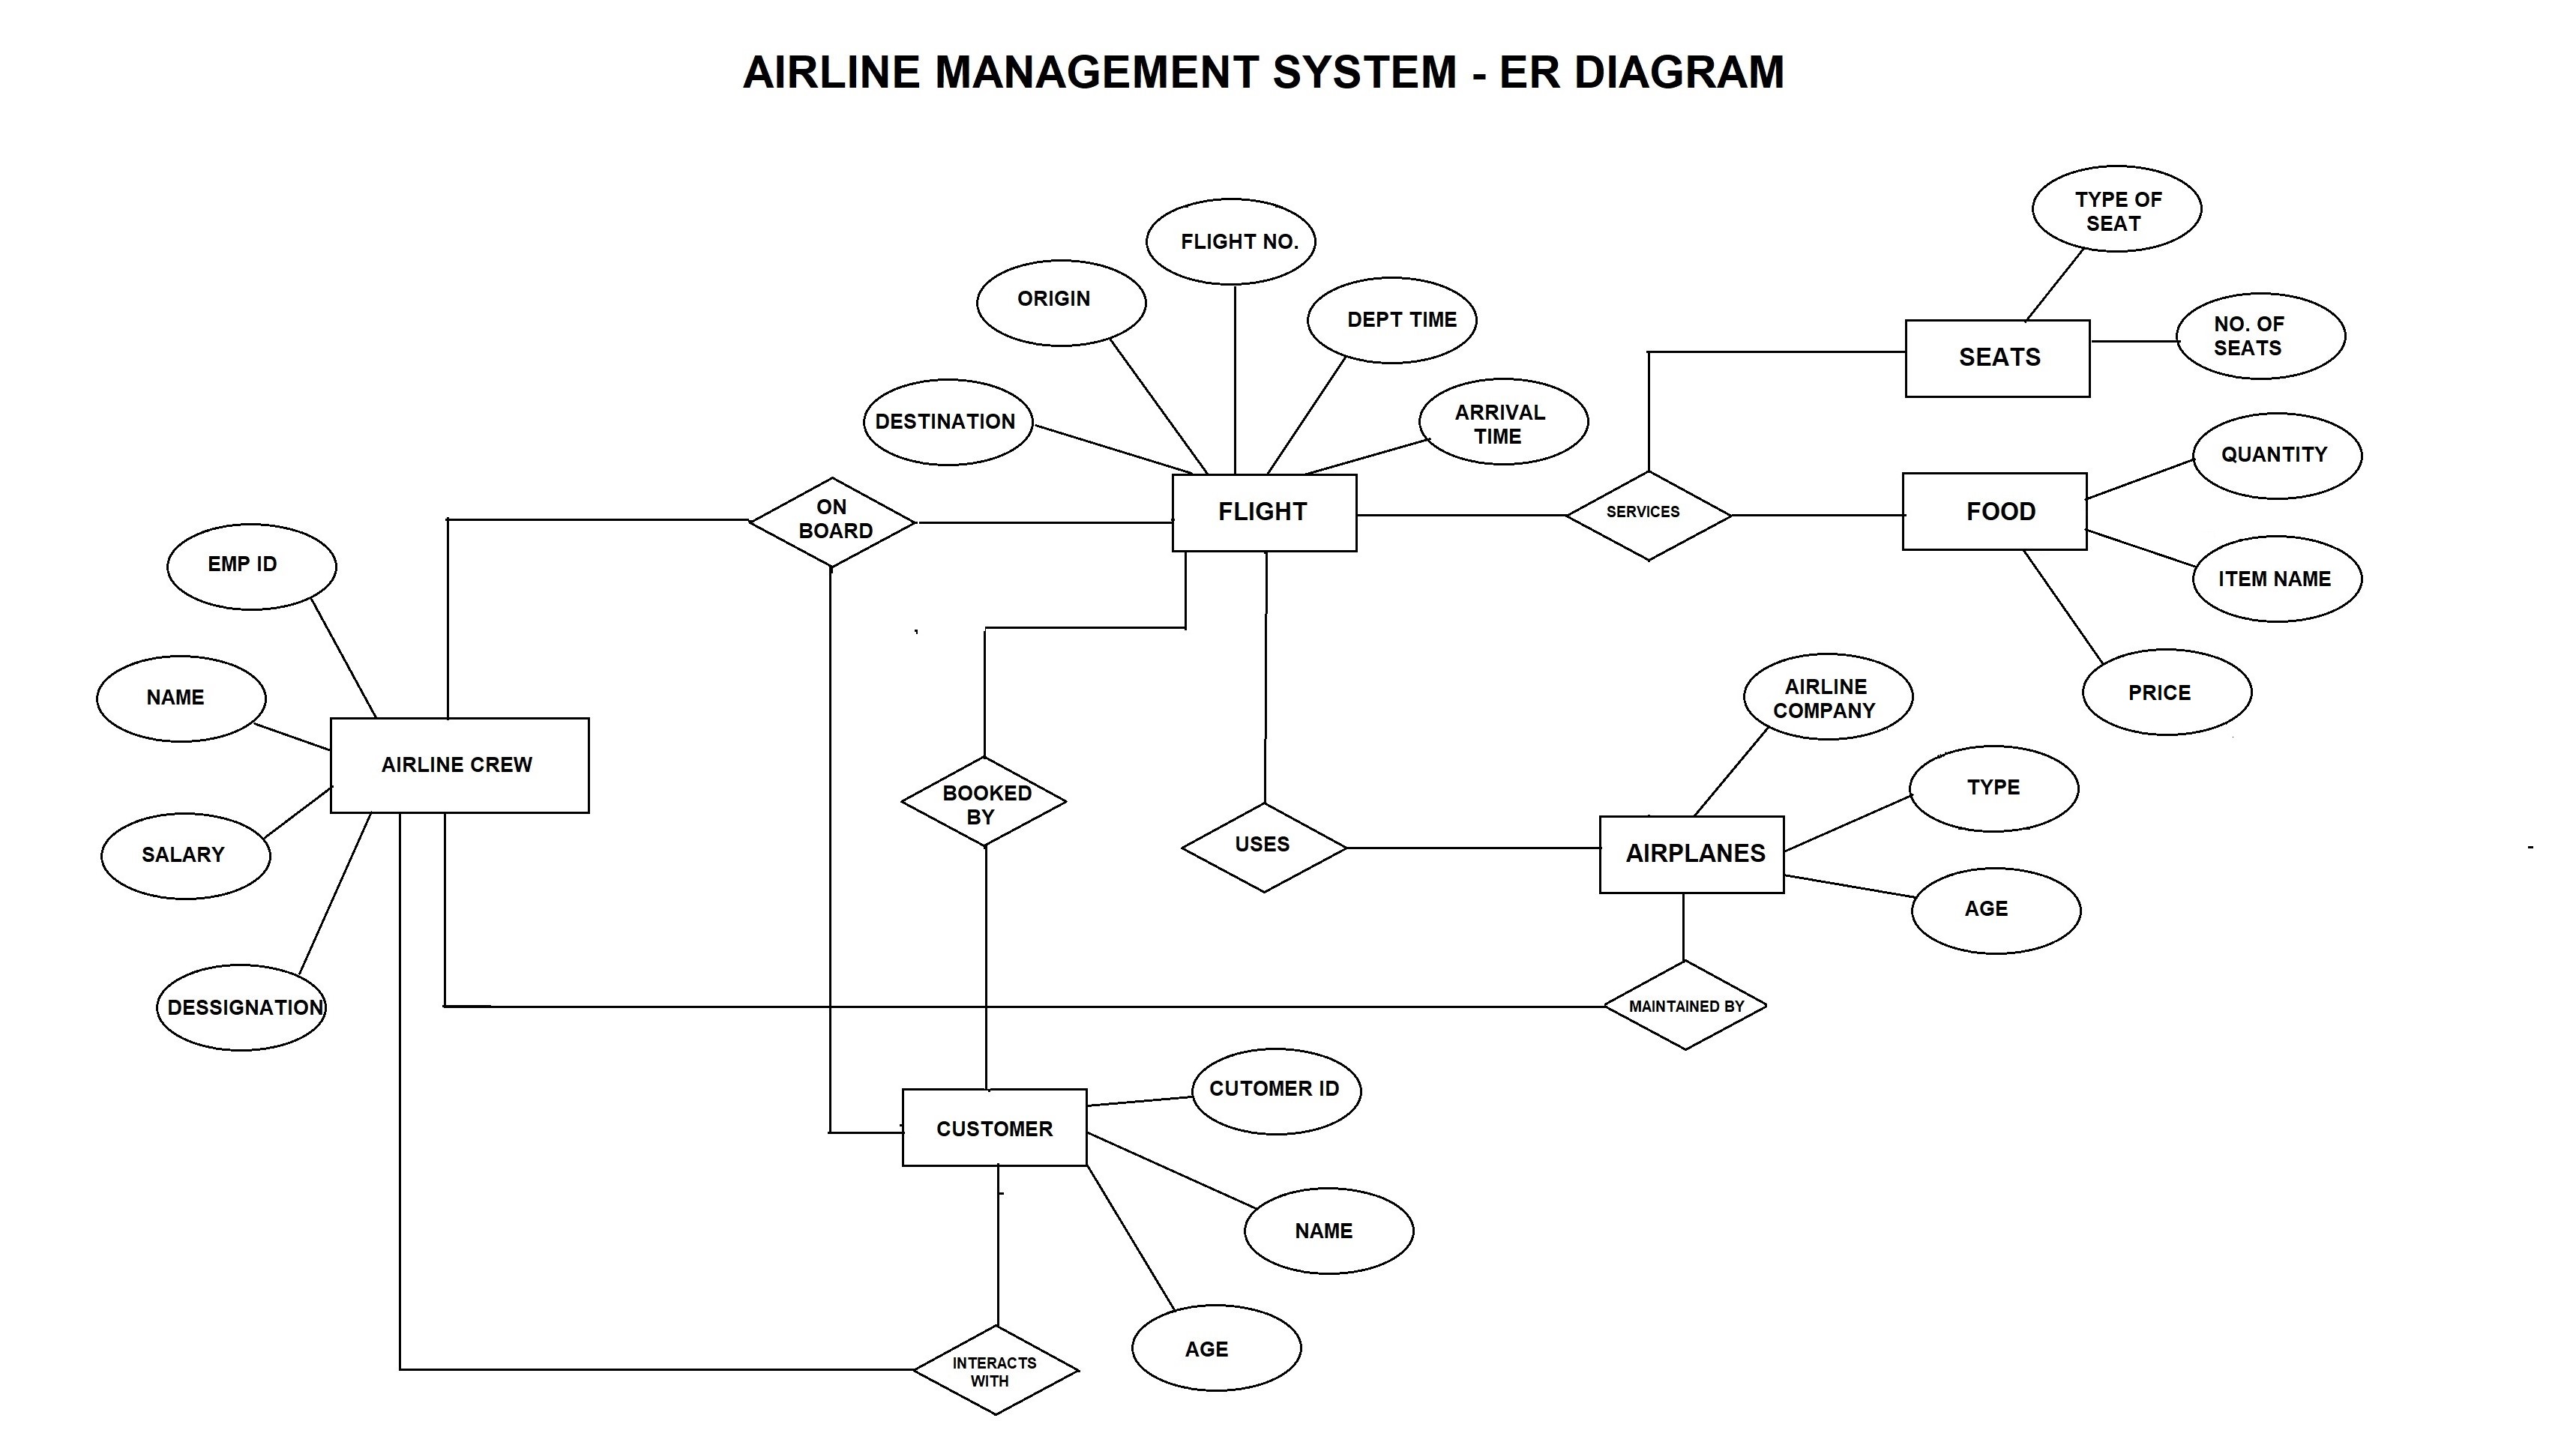 AIRLINE MANAGEMENT SYSTEM - ER DIAGRAM
TYPE OF
SEAT
FLIGHT NO.
ORIGIN
DEPT TIME
NO. OF
SEATS
SEATS
DESTINATION
ARRIVAL
TIME
QUANTITY
ON
BOARD
FLIGHT
SERVICES
FOOD
EMP ID
ITEM NAME
NAME
AIRLINE
COMPANY
PRICE
AIRLINE CREW
BOOKED
BY
TYPE
SALARY
USES
AIRPLANES
AGE
DESSIGNATION
MAINTAINED BY
CUTOMER ID
CUSTOMER
NAME
AGE
INTERACTS
WITH